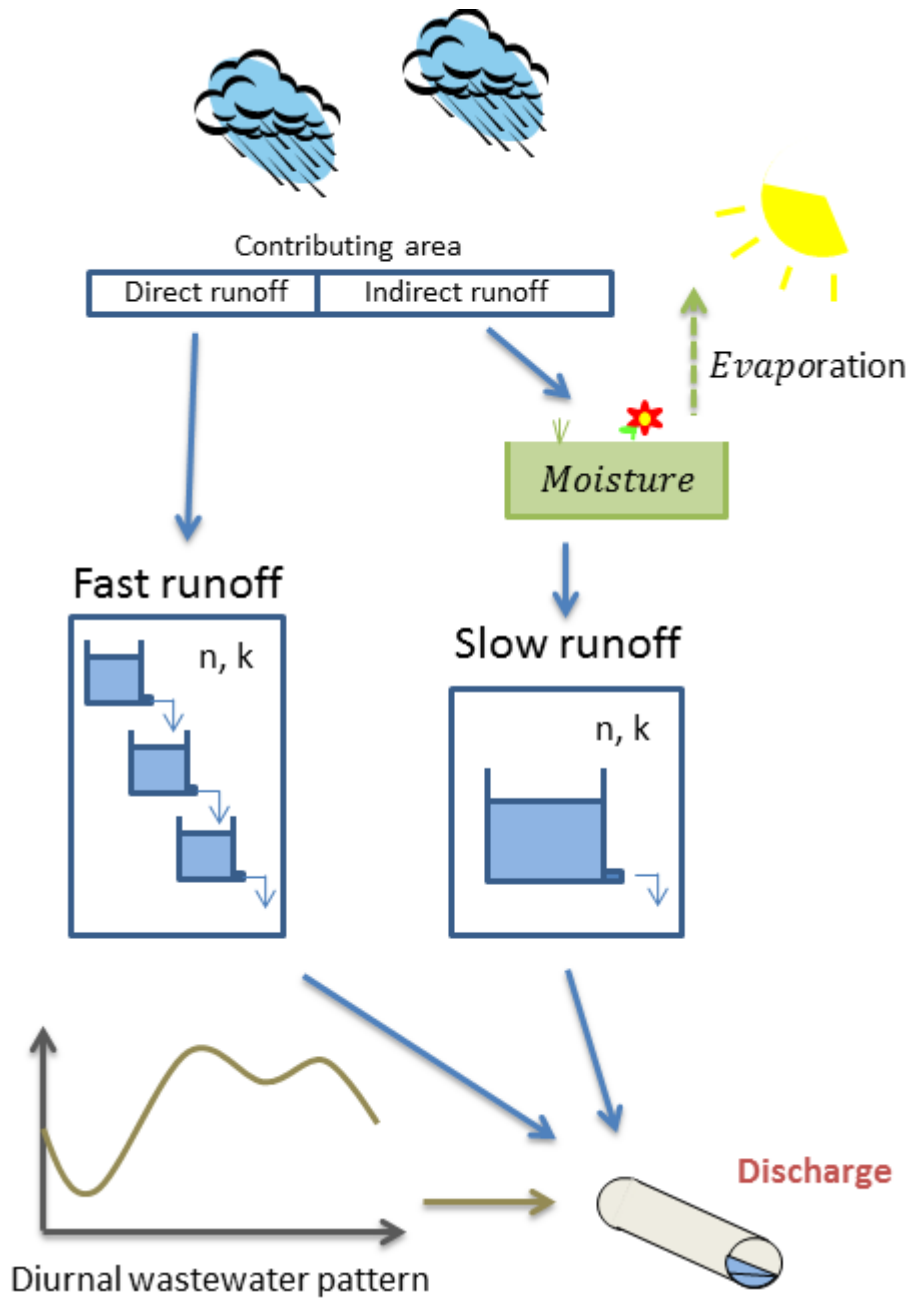 Contributing area
Direct runoff
Indirect runoff
Evaporation
Moisture
Fast runoff
n, k
Slow runoff
n, k
Discharge
Diurnal wastewater pattern